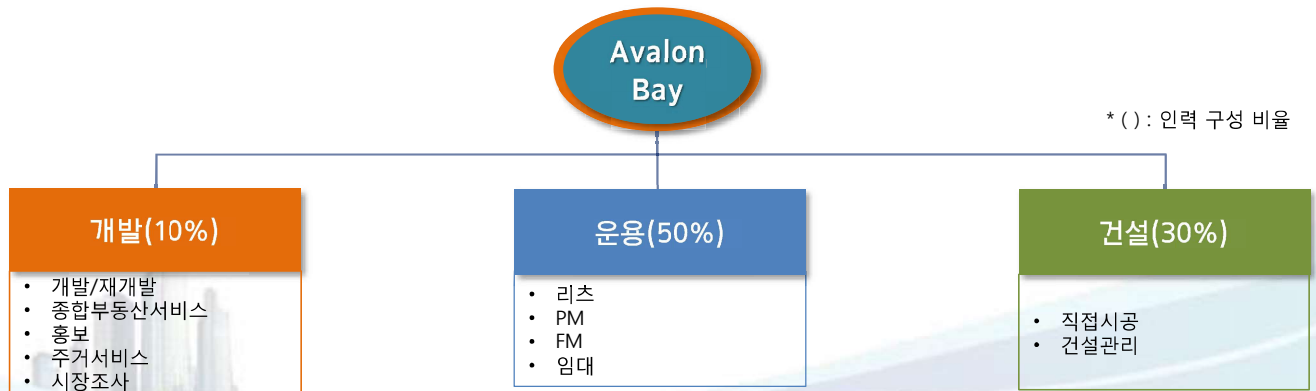 Avalon
Bay
* ( ) : 인력 구성 비율
개발(10%)
• 개발/재개발
• 종합부동산서비스
• 홍보
• 주거서비스
• 시장조사
운용(50%)
• 리츠
• PM
• FM
• 임대
건설(30%)
• 직접시공
• 건설관리